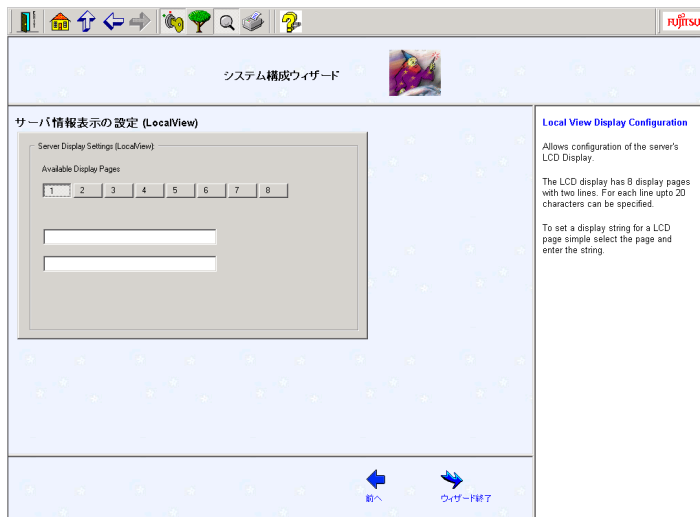 FUJITSU
システム構成ウィザード
サーバ情報表示の設定 (LocalView)
Server Display Settings (LocalView):
Available Display Pages
1 2 3 4 5 6 7 8
Local View Display Configuration
Allows configuration of the server's
LCD Display.
The LCD display has 8 display pages
with two lines. For each line upto 20
characters can be specified.
To set a display string for a LCD
page simple select the page and
enter the string.
前へ
ウィザード終了